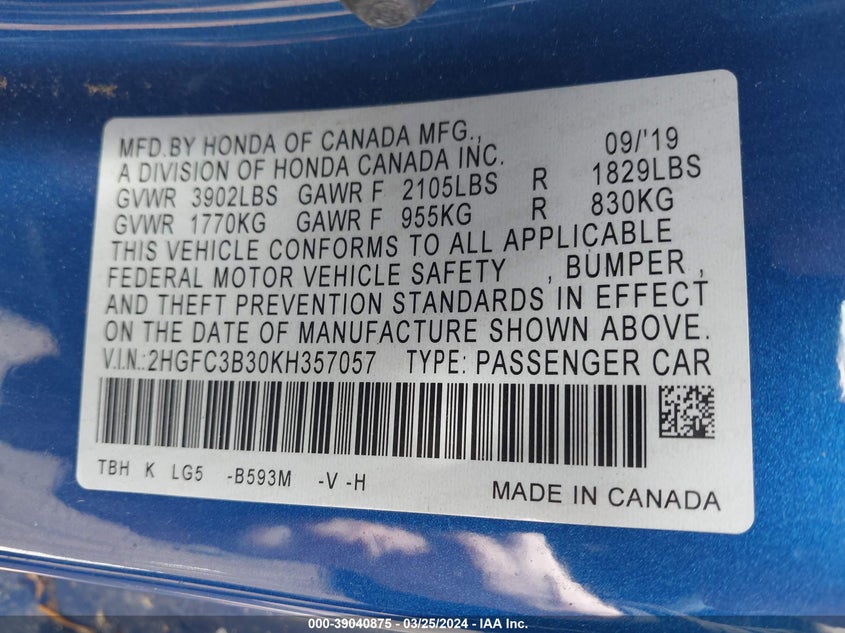 MFD.BY HONDA OF CANADA MFG., 09/'19
A DIVISION OF HONDA CANADA INC.
GVWR 3902LBS GAWR F 2105LBS R 1829LBS
GVWR 1770KG GAWR F 955KG R 830KG
THIS VEHICLE CONFORMS TO ALL APPLICABLE
FEDERAL MOTOR VEHICLE SAFETY , BUMPER ,
AND THEFT PREVENTION STANDARDS IN EFFECT
ON THE DATE OF MANUFACTURE SHOWN ABOVE.
V.I.N.:2HGFC3B30KH357057 TYPE: PASSENGER CAR
TBH K LG5 -B593M -V -H
MADE IN CANADA
000-39040875 / 03/25/2024 - IAA Inc.